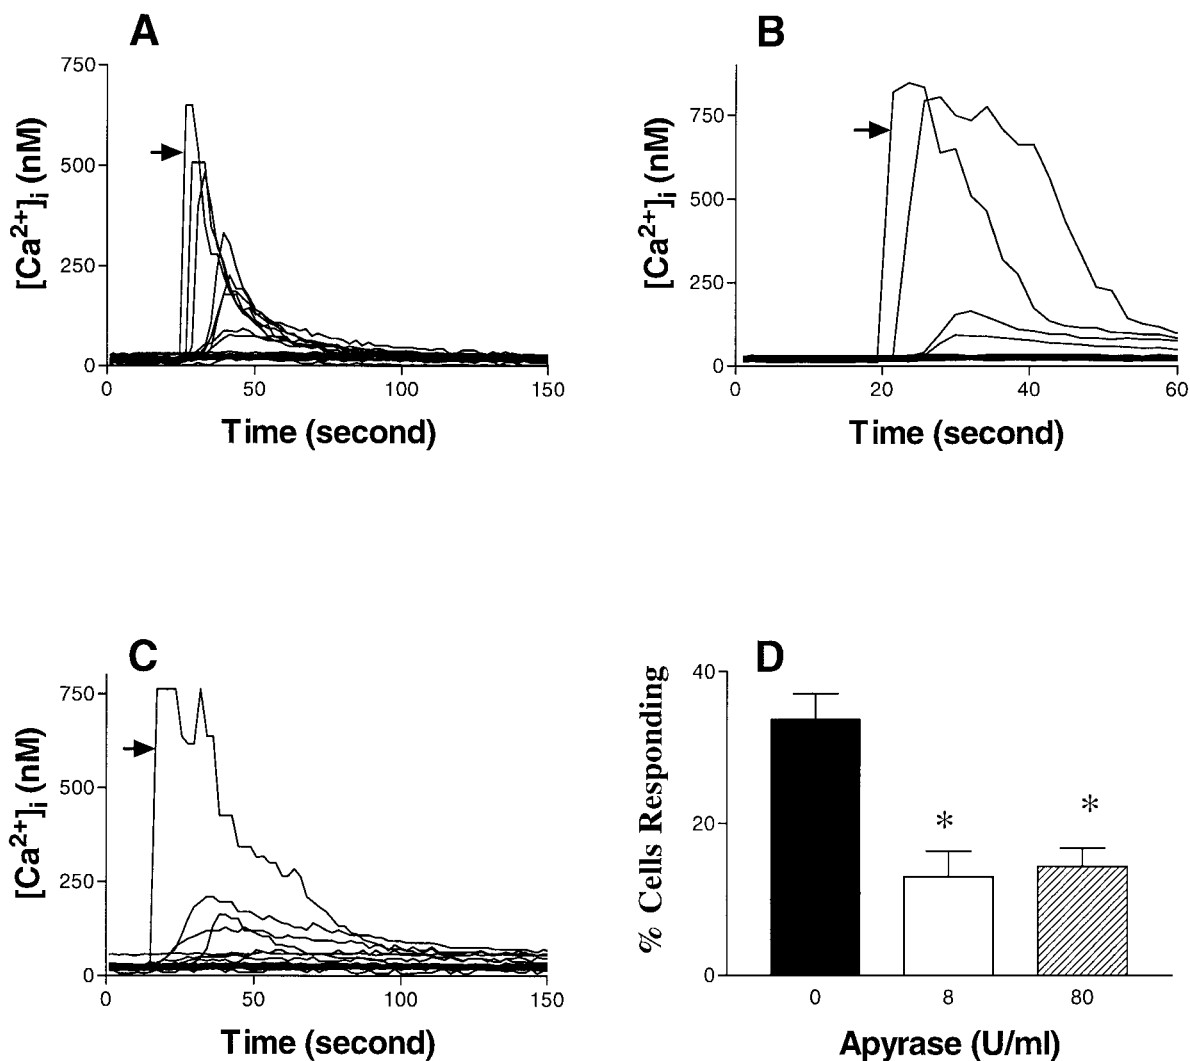 A
[Ca2+]i (nM)
750
500
250
0
0 50 100 150
Time (second)
B
[Ca2+]i (nM)
750
500
250
0
0 20 40 60
Time (second)
C
[Ca2+]i (nM)
750
500
250
0
0 50 100 150
Time (second)
D
% Cells Responding
40
20
0
* *
0 8 80
Apyrase (U/ml)